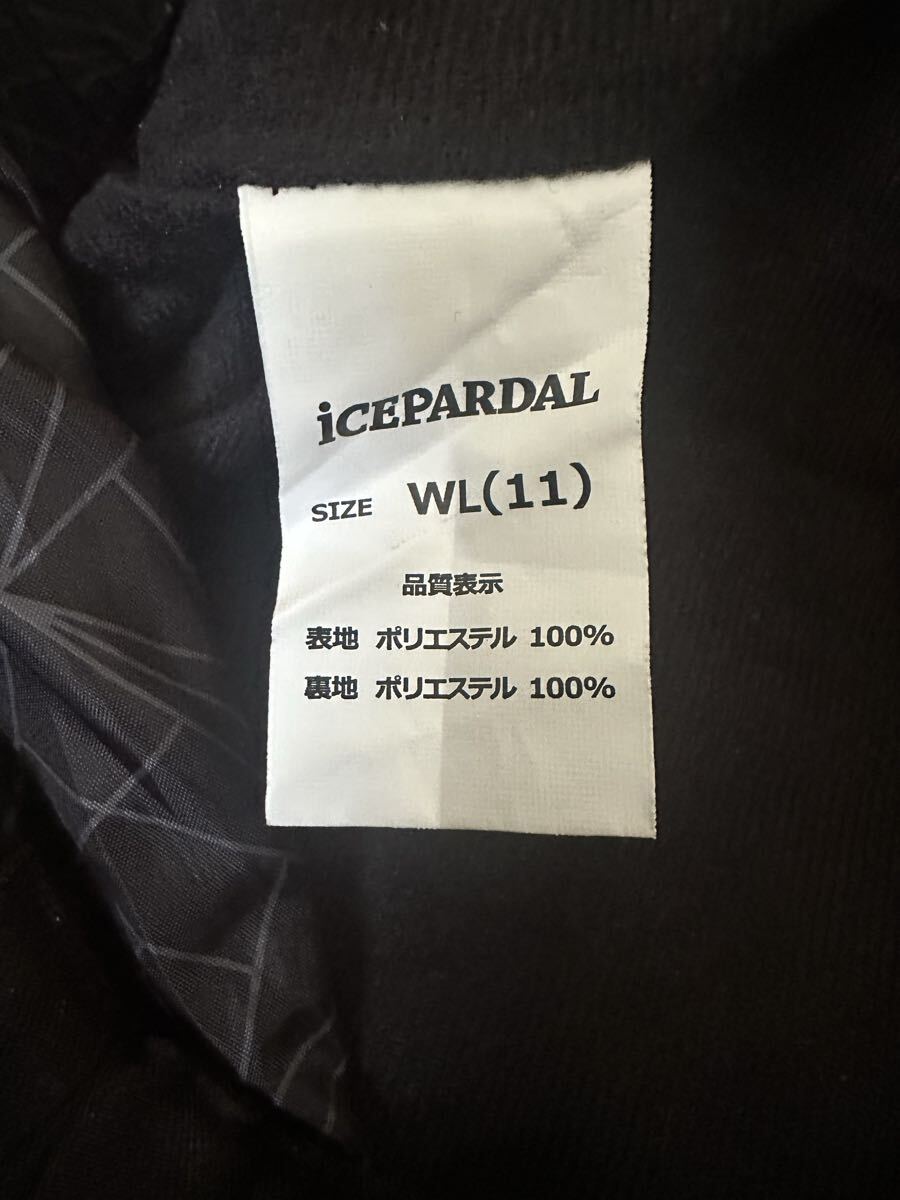 iCEPARDAL
SIZE WL(11)
品質表示
表地 ポリエステル 100%
裏地 ポリエステル 100%